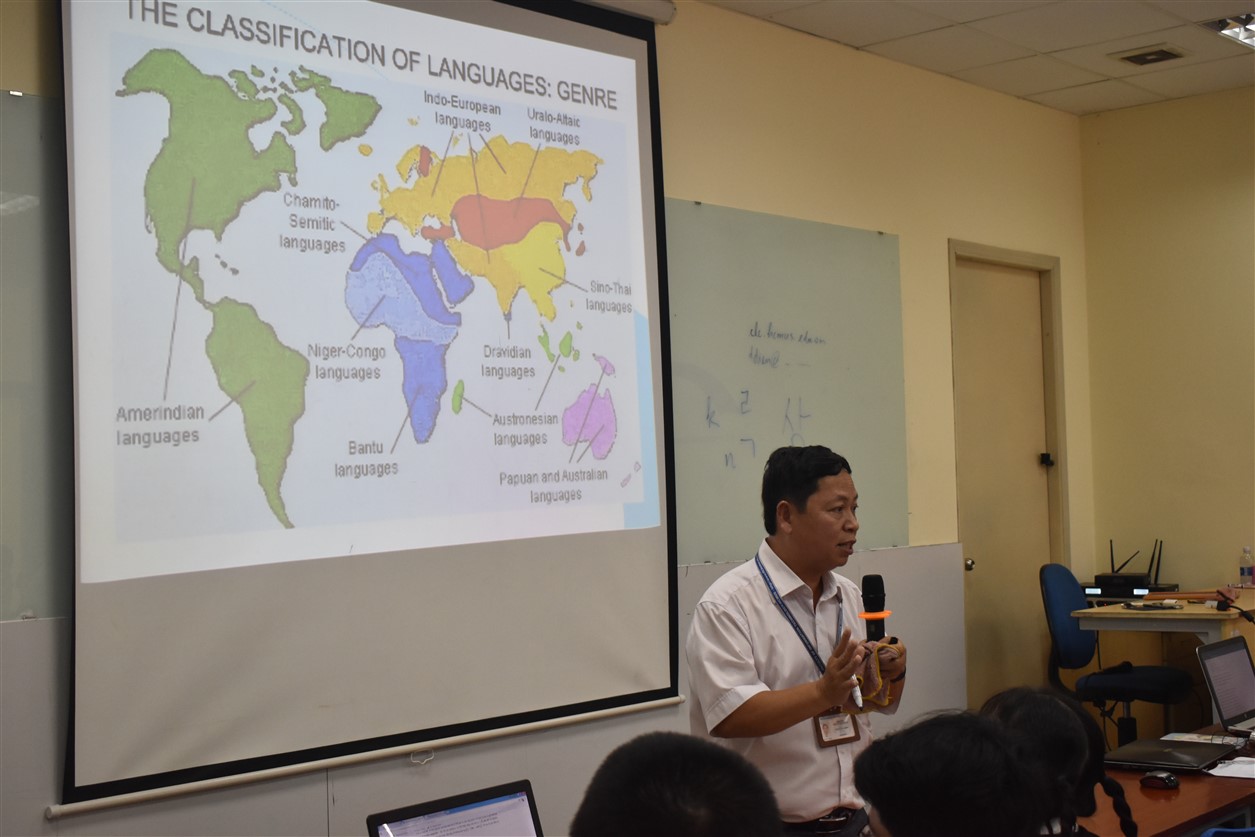 THE CLASSIFICATION OF LANGUAGES: GENRE
Indo-European
languages
Uralo-Altaic
languages
Chamito-
Semitic
languages
Sino-Thai
languages
Niger-Congo
languages
Dravidian
languages
Amerindian
languages
Austronesian
languages
Bantu
languages
Papuan and Australian
languages
k
n